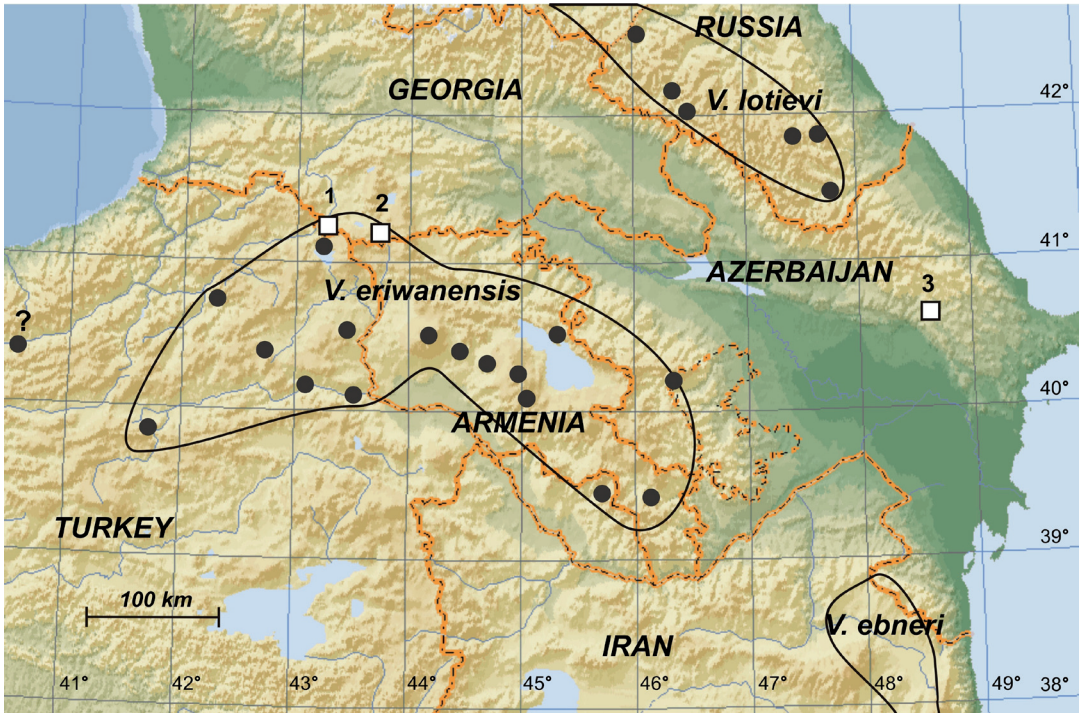 RUSSIA
GEORGIA
42°
V. lotievi
1
2
41°
AZERBAIJAN
V. eriwanensis
3
?
40°
ARMENIA
TURKEY
39°
100 km
V. ebneri
IRAN
41°
42°
43°
44°
45°
46°
47°
48°
49°
38°